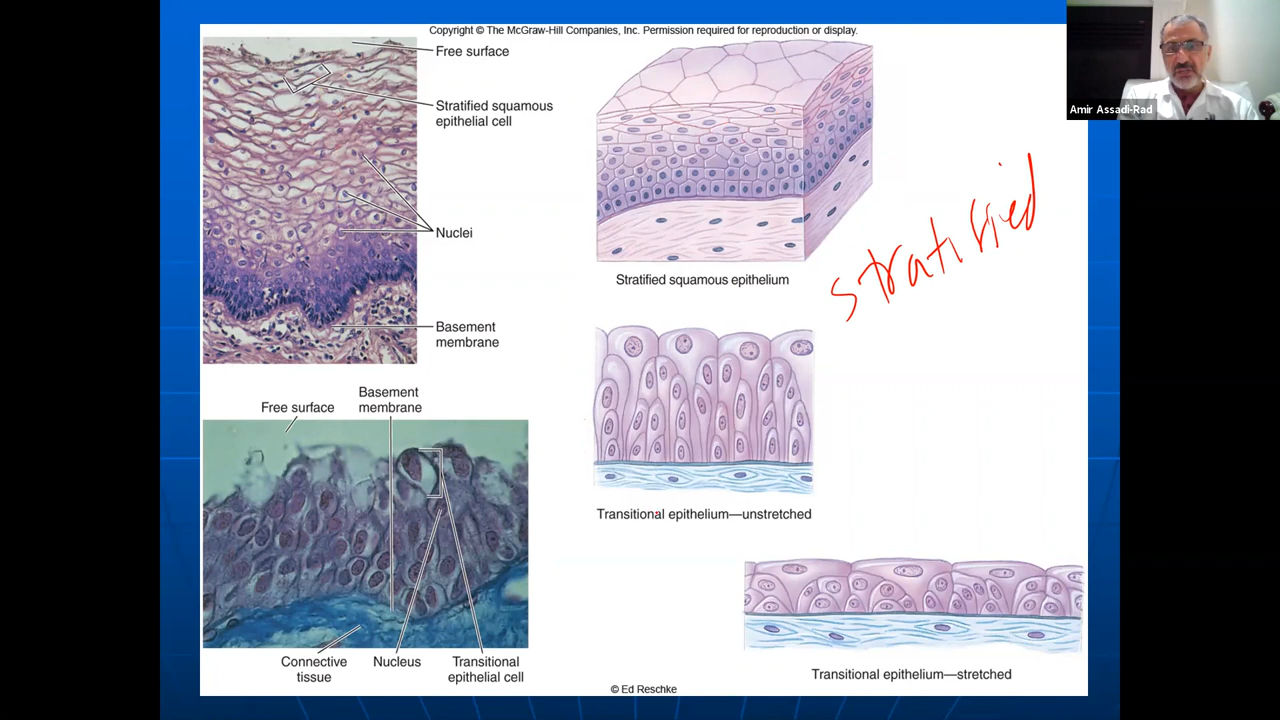 Copyright © The McGraw-Hill Companies, Inc. Permission required for reproduction or display.
Free surface
Stratified squamous
epithelial cell
Nuclei
Basement
membrane
Stratified squamous epithelium
stratified
Amir Assadi-Rad
Free surface
Basement
membrane
Connective
tissue
Nucleus
Transitional
epithelial cell
Transitional epithelium—unstretched
Transitional epithelium—stretched
© Ed Reschke